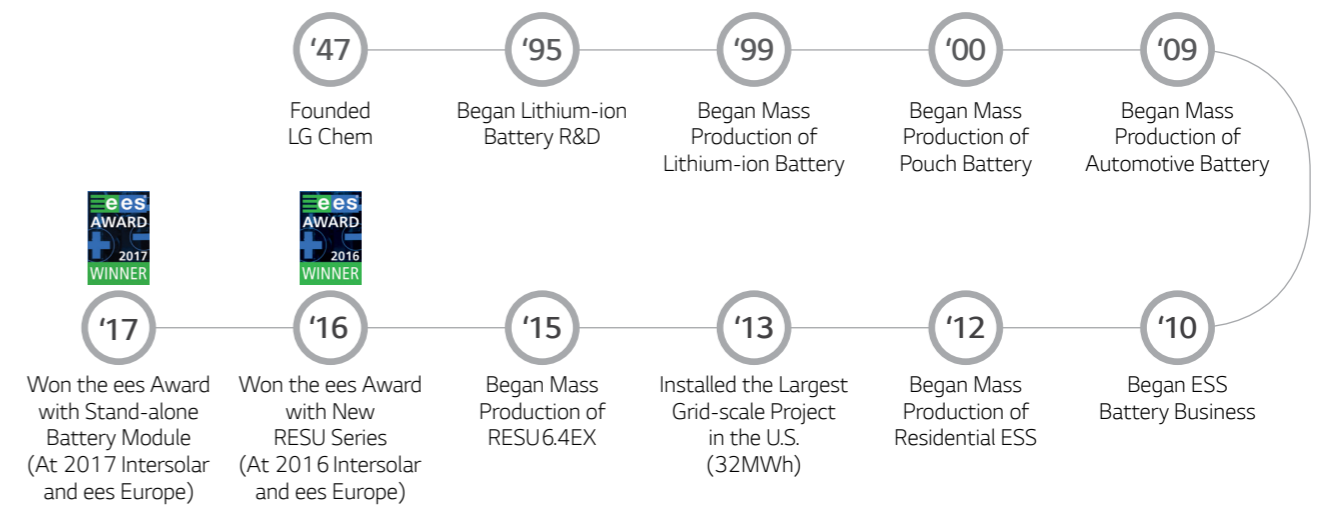 ‘47
Founded
LG Chem
‘95
Began Lithium-ion
Battery R&D
‘99
Began Mass
Production of
Lithium-ion Battery
‘00
Began Mass
Production of
Pouch Battery
‘09
Began Mass
Production of
Automotive Battery
‘10
Began ESS
Battery Business
‘12
Began Mass
Production of
Residential ESS
‘13
Installed the Largest
Grid-scale Project
in the U.S.
(32MWh)
‘15
Began Mass
Production of
RESU6.4EX
ees
AWARD
2016
WINNER
‘16
Won the ees Award
with New
RESU Series
(At 2016 Intersolar
and ees Europe)
ees
AWARD
2017
WINNER
‘17
Won the ees Award
with Stand-alone
Battery Module
(At 2017 Intersolar
and ees Europe)